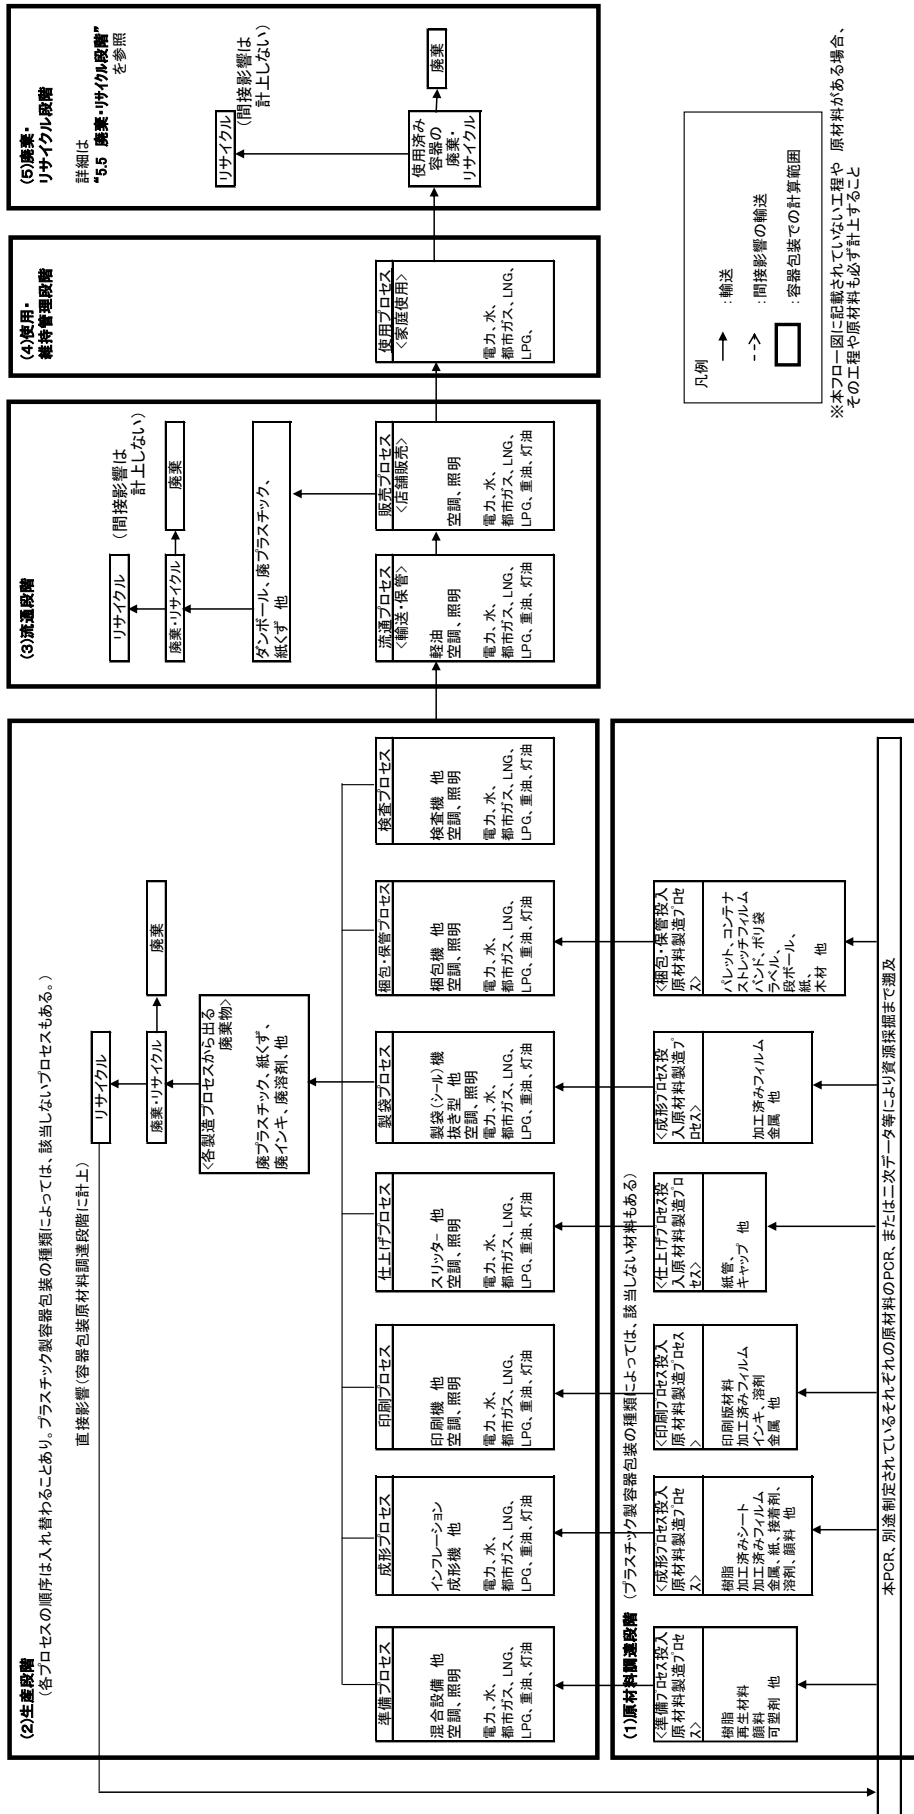 (2)生産段階
(各プロセスの順序は入れ替わることあり。プラスチック製容器包装の種類によっては、該当しないプロセスもある。)
直接影響(容器包装原材料調達段階に計上)
リサイクル
廃棄・リサイクル
廃棄
<各製造プロセスから出る
廃棄物>
廃プラスチック、紙くず、
廃インキ、廃溶剤、他
準備プロセス
混合設備 他
空調、照明
電力、水、
都市ガス、LNG、
LPG、重油、灯油
成形プロセス
インフレーション
成形機 他
電力、水、
都市ガス、LNG、
LPG、重油、灯油
印刷プロセス
印刷機 他
空調、照明
電力、水、
都市ガス、LNG、
LPG、重油、灯油
仕上げプロセス
スリッター 他
空調、照明
電力、水、
都市ガス、LNG、
LPG、重油、灯油
製袋プロセス
製袋(シール)機
抜き型 他
空調、照明
電力、水、
都市ガス、LNG、
LPG、重油、灯油
梱包・保管プロセス
梱包機 他
空調、照明
電力、水、
都市ガス、LNG、
LPG、重油、灯油
検査プロセス
検査機 他
空調、照明
電力、水、
都市ガス、LNG、
LPG、重油、灯油
(1)原材料調達段階 (プラスチック製容器包装の種類によっては、該当しない材料もある)
<準備プロセス投入
原材料製造プロセ
ス>
樹脂
再生材料
顔料
可塑剤 他
<成形プロセス投入
原材料製造プロセ
ス>
樹脂
加工済みシート
加工済みフィルム
金属、紙、接着剤、
溶剤、顔料 他
<印刷プロセス投入
原材料製造プロセス
>
印刷版材料
加工済みフィルム
インキ、溶剤
金属 他
<仕上げプロセス投
入原材料製造プロ
セス>
紙管、
キャップ 他
<成形プロセス投
入原材料製造プ
ロセス>
加工済みフィルム
金属 他
<梱包・保管投入
原材料製造プロセ
ス>
パレット、コンテナ
ストレッチフィルム
バンド、ポリ袋
ラベル、
段ボール、
紙、
木材 他
本PCR、別途制定されているそれぞれの原材料のPCR、または二次データ等により資源採掘まで遡及
(3)流通段階
リサイクル
(間接影響は
計上しない)
廃棄・リサイクル
廃棄
ダンボール、廃プラスチック、
紙くず 他
流通プロセス
<輸送・保管>
軽油
空調、照明
電力、水、
都市ガス、LNG、
LPG、重油、灯油
販売プロセス
<店舗販売>
空調、照明
電力、水、
都市ガス、LNG、
LPG、重油、灯油
(4)使用・
維持管理段階
使用プロセス
<家庭使用>
電力、水、
都市ガス、LNG、
LPG、
(5)廃棄・
リサイクル段階
詳細は
“5.5 廃棄・リサイクル段階”
を参照
リサイクル
(間接影響は
計上しない)
使用済み
容器の
廃棄・
リサイクル
廃棄
凡例
:輸送
:間接影響の輸送
:容器包装での計算範囲
※本フロー図に記載されていない工程や 原材料がある場合、
その工程や原材料も必ず計上すること